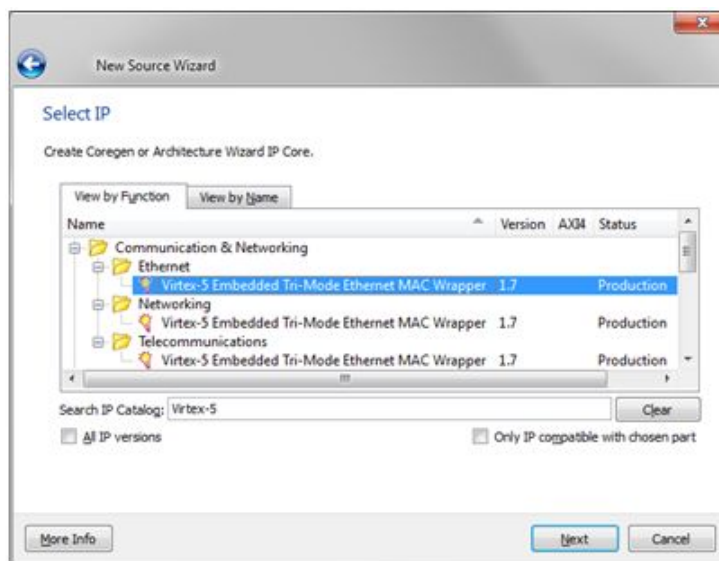 New Source Wizard
Select IP
Create Coregen or Architecture Wizard IP Core.
View by Function View by Name
Name Version AXI4 Status
Communication & Networking
Ethernet
Virtex-5 Embedded Tri-Mode Ethernet MAC Wrapper 1.7 Production
Networking
Virtex-5 Embedded Tri-Mode Ethernet MAC Wrapper 1.7 Production
Telecommunications
Virtex-5 Embedded Tri-Mode Ethernet MAC Wrapper 1.7 Production
Search IP Catalog: Virtex-5 Clear
All IP versions Only IP compatible with chosen part
More Info Next Cancel